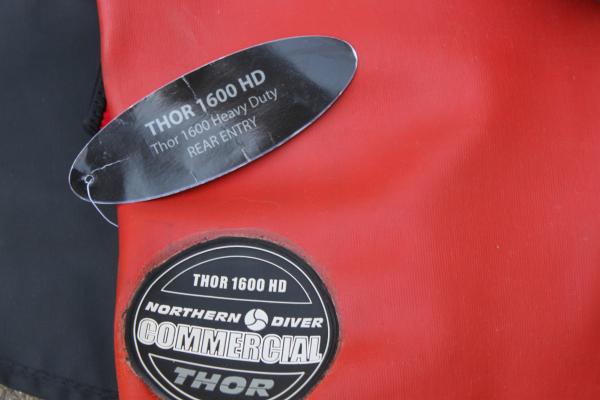 THOR 1600 HD
Thor 1600 Heavy Duty
REAR ENTRY
THOR 1600 HD
NORTHERN DIVER
COMMERCIAL
THOR